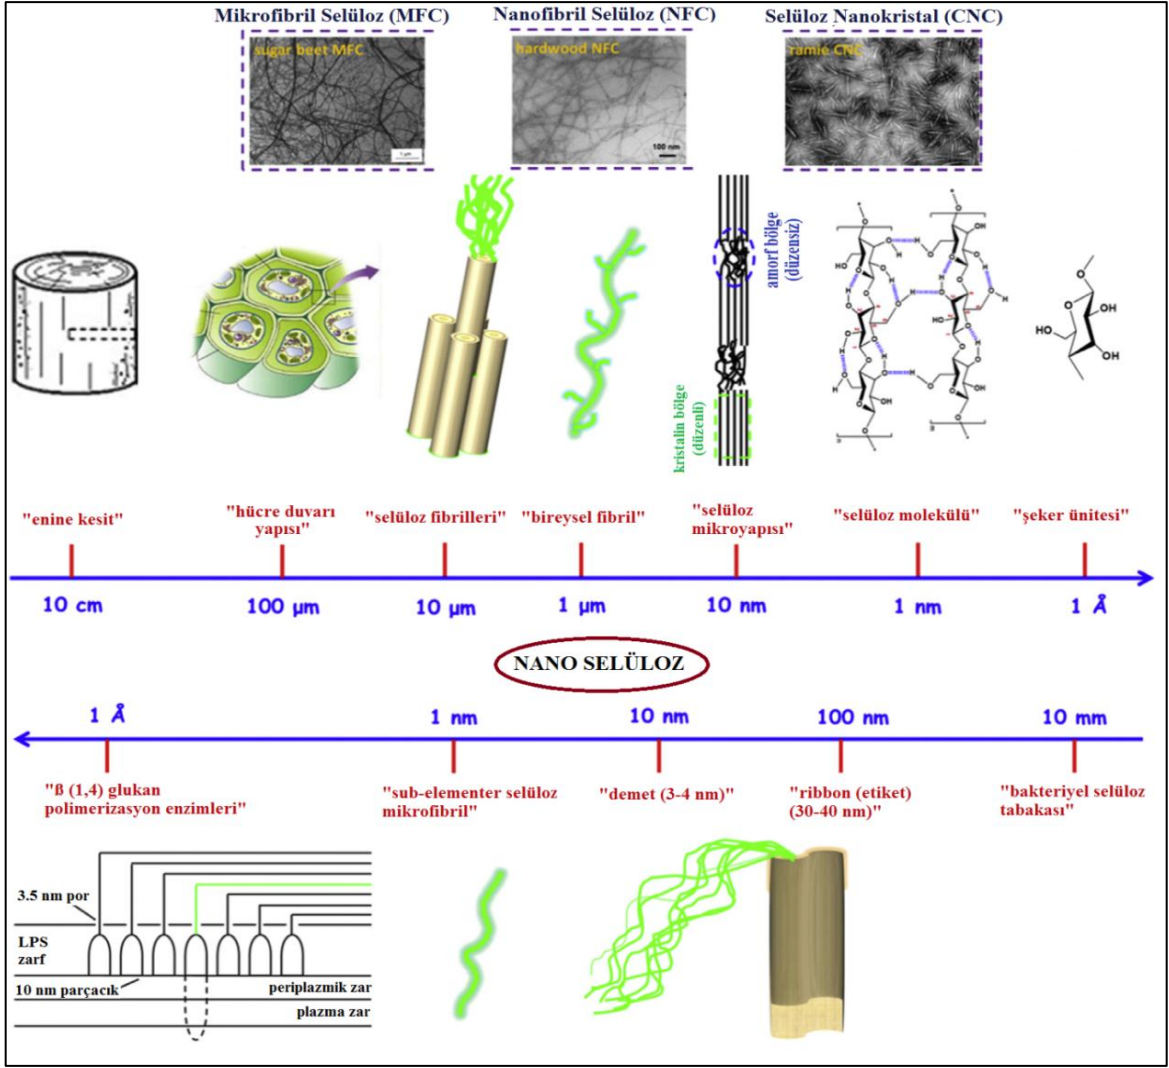 Mikrofibril Selüloz (MFC)
Nanofibril Selüloz (NFC)
Selüloz Nanokristal (CNC)
sugar beet MFC
hardwood NFC
ramie CNC
1 µm
100 nm
amorf bölge
(düzensiz)
kristalin bölge
(düzenli)
"enine kesit"
"hücre duvarı
yapısı"
"selüloz fibrilleri"
"bireysel fibril"
"selüloz
mikroyapısı"
"selüloz molekülü"
"şeker ünitesi"
10 cm
100 µm
10 µm
1 µm
10 nm
1 nm
1 Å
NANO SELÜLOZ
1 Å
1 nm
10 nm
100 nm
10 mm
"ß (1,4) glukan
polimerizasyon enzimleri"
"sub-elementer selüloz
mikrofibril"
"demet (3-4 nm)"
"ribbon (etiket)
(30-40 nm)"
"bakteriyel selüloz
tabakası"
3.5 nm por
LPS
zarf
10 nm parçacık
periplazmik zar
plazma zar